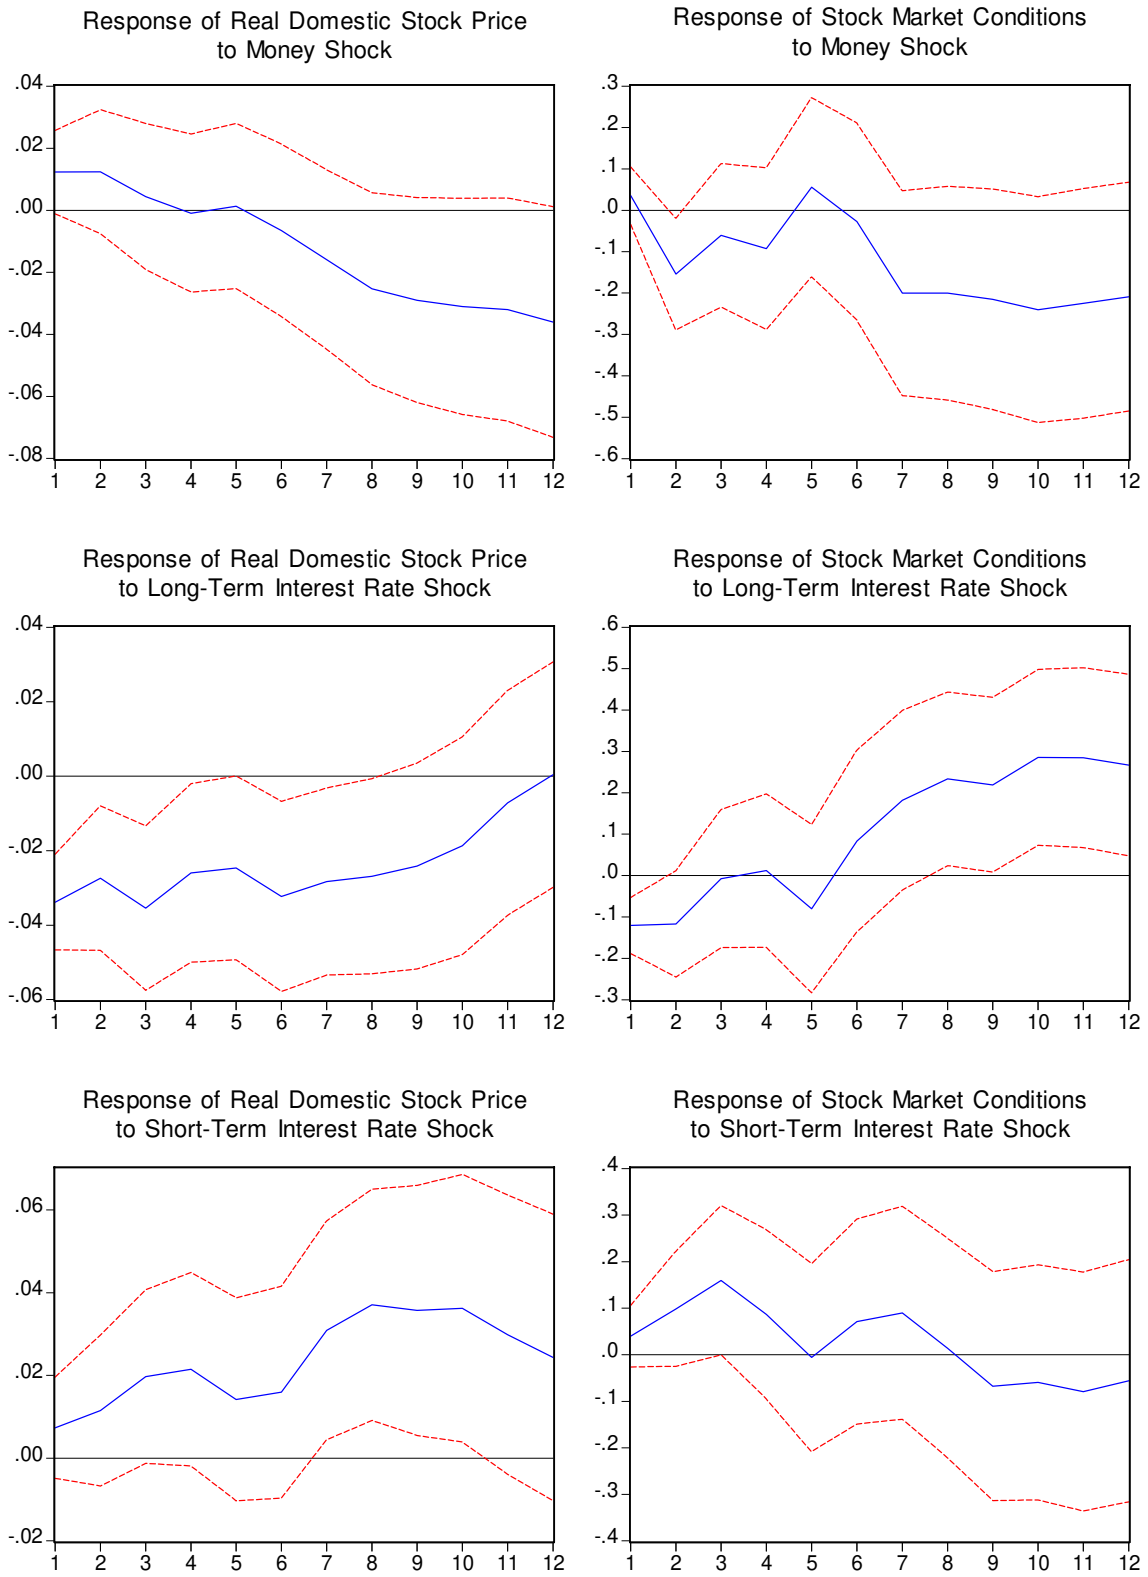 Response of Real Domestic Stock Price
to Money Shock
.04
.02
.00
-.02
-.04
-.06
-.08
1 2 3 4 5 6 7 8 9 10 11 12
Response of Stock Market Conditions
to Money Shock
.3
.2
.1
.0
-.1
-.2
-.3
-.4
-.5
-.6
1 2 3 4 5 6 7 8 9 10 11 12
Response of Real Domestic Stock Price
to Long-Term Interest Rate Shock
.04
.02
.00
-.02
-.04
-.06
1 2 3 4 5 6 7 8 9 10 11 12
Response of Stock Market Conditions
to Long-Term Interest Rate Shock
.6
.5
.4
.3
.2
.1
.0
-.1
-.2
-.3
1 2 3 4 5 6 7 8 9 10 11 12
Response of Real Domestic Stock Price
to Short-Term Interest Rate Shock
.06
.04
.02
.00
-.02
1 2 3 4 5 6 7 8 9 10 11 12
Response of Stock Market Conditions
to Short-Term Interest Rate Shock
.4
.3
.2
.1
.0
-.1
-.2
-.3
-.4
1 2 3 4 5 6 7 8 9 10 11 12